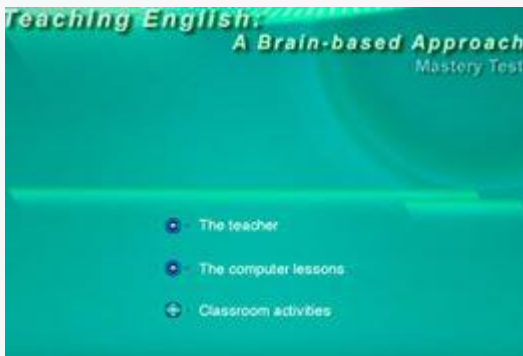 Teaching English:
A Brain-based Approach
Mastery Test
The teacher
The computer lessons
Classroom activities